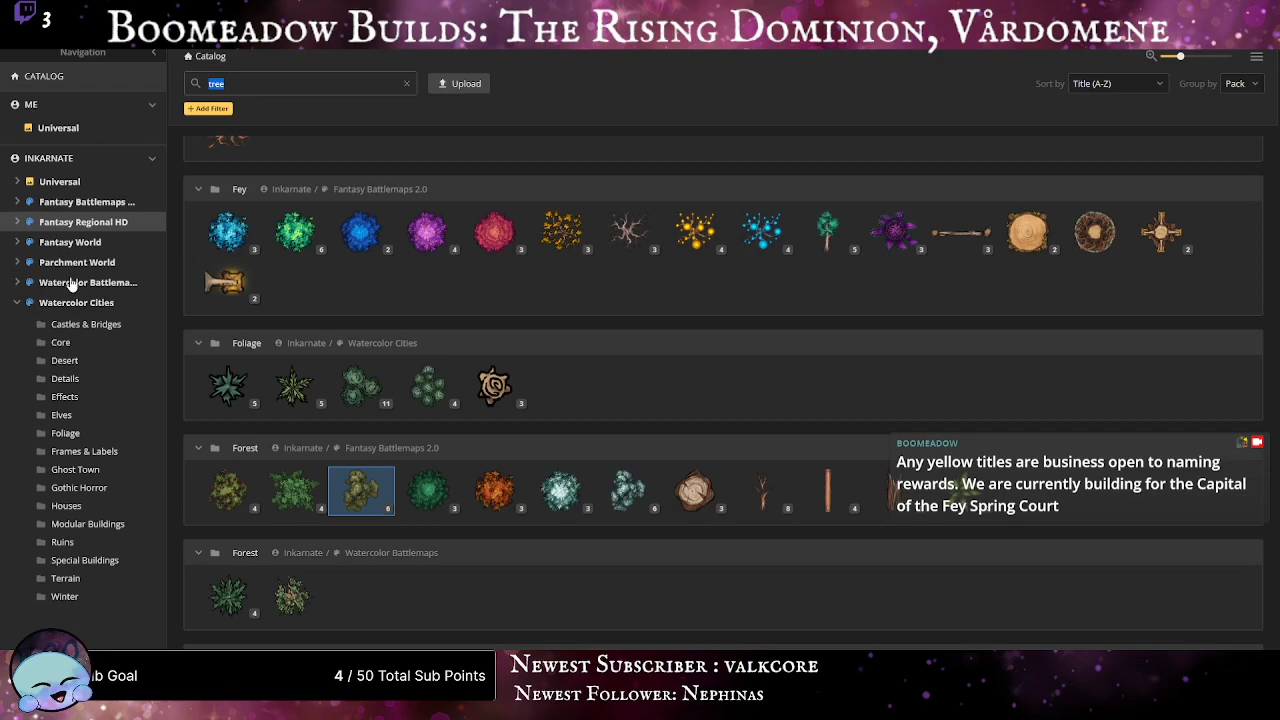 3
Boomeadow Builds: The Rising Dominion, Vårdomene
Navigation
CATALOG
ME
Universal
INKARNATE
Universal
Fantasy Battlemaps ...
Fantasy Regional HD
Fantasy World
Parchment World
Watercolor Battlema...
Watercolor Cities
Castles & Bridges
Core
Desert
Details
Effects
Elves
Foliage
Frames & Labels
Ghost Town
Gothic Horror
Houses
Modular Buildings
Ruins
Special Buildings
Terrain
Winter
Catalog
tree
Upload
Sort by Title (A-Z) Group by Pack
+ Add Filter
Fey Inkarnate / Fantasy Battlemaps 2.0
3 6 2 4 3 3 3 4 4 5 3 3 2 2
2
Foliage Inkarnate / Watercolor Cities
5 5 11 4 3
Forest Inkarnate / Fantasy Battlemaps 2.0
4 4 6 3 3 3 6 3 8 4
BOOMEADOW
Any yellow titles are business open to naming
rewards. We are currently building for the Capital
of the Fey Spring Court
Forest Inkarnate / Watercolor Battlemaps
4
b Goal 4 / 50 Total Sub Points
Newest Subscriber : valkcore
Newest Follower: Nephinas